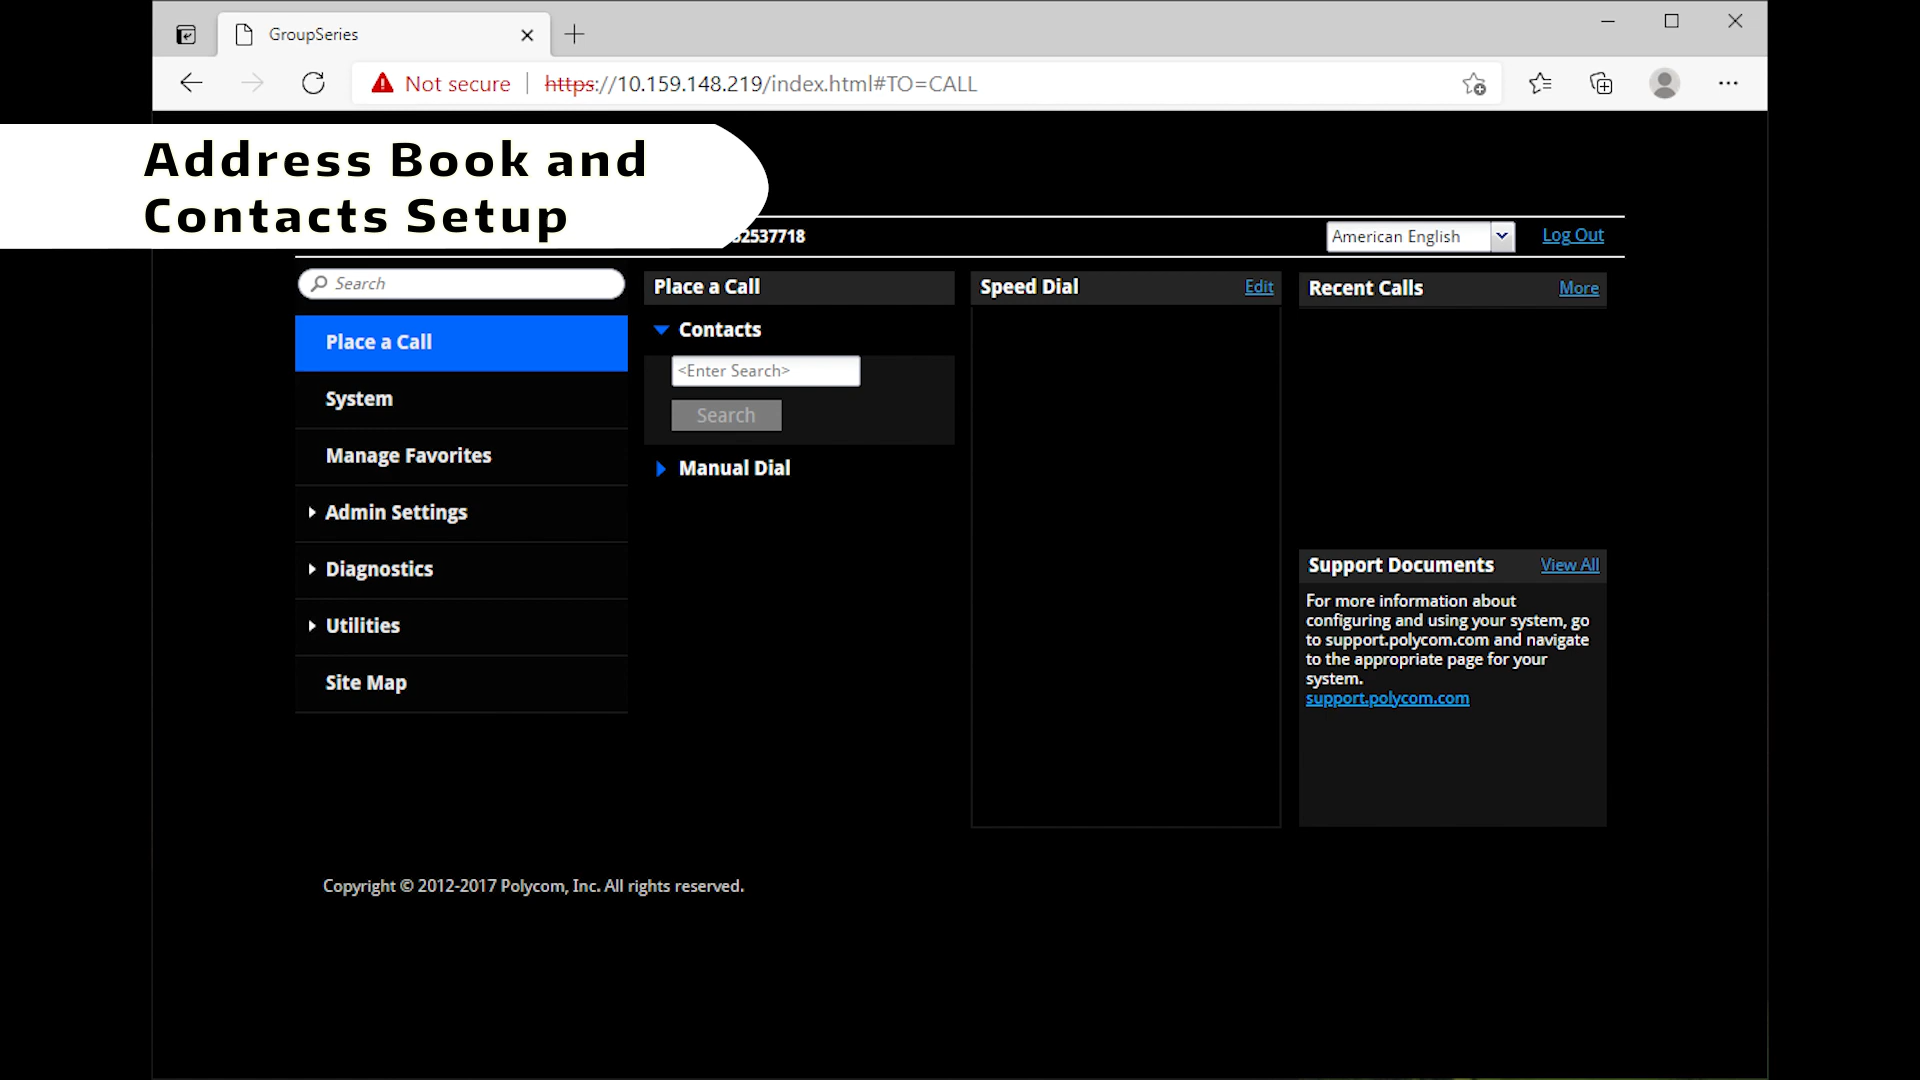 GroupSeries
Not secure https://10.159.148.219/index.html#TO=CALL
Address Book and
Contacts Setup
2537718
American English
Log Out
Search
Place a Call
System
Manage Favorites
Admin Settings
Diagnostics
Utilities
Site Map
Place a Call
Contacts
<Enter Search>
Search
Manual Dial
Speed Dial
Edit
Recent Calls
More
Support Documents
View All
For more information about
configuring and using your system, go
to support.polycom.com and navigate
to the appropriate page for your
system.
support.polycom.com
Copyright © 2012-2017 Polycom, Inc. All rights reserved.